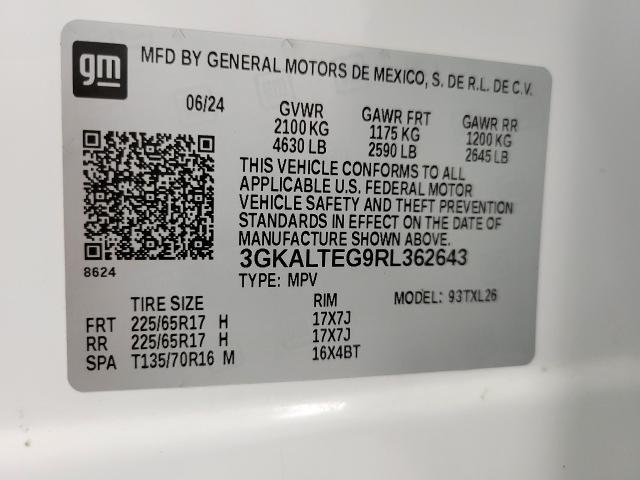 gm
MFD BY GENERAL MOTORS DE MEXICO, S. DE R.L. DE C.V.
06/24 GVWR GAWR FRT GAWR RR
2100 KG 1175 KG 1200 KG
4630 LB 2590 LB 2645 LB
THIS VEHICLE CONFORMS TO ALL
APPLICABLE U.S. FEDERAL MOTOR
VEHICLE SAFETY AND THEFT PREVENTION
STANDARDS IN EFFECT ON THE DATE OF
MANUFACTURE SHOWN ABOVE.
8624 3GKALTEG9RL362643
TYPE: MPV MODEL: 93TXL26
TIRE SIZE RIM
FRT 225/65R17 H 17X7J
RR 225/65R17 H 17X7J
SPA T135/70R16 M 16X4BT